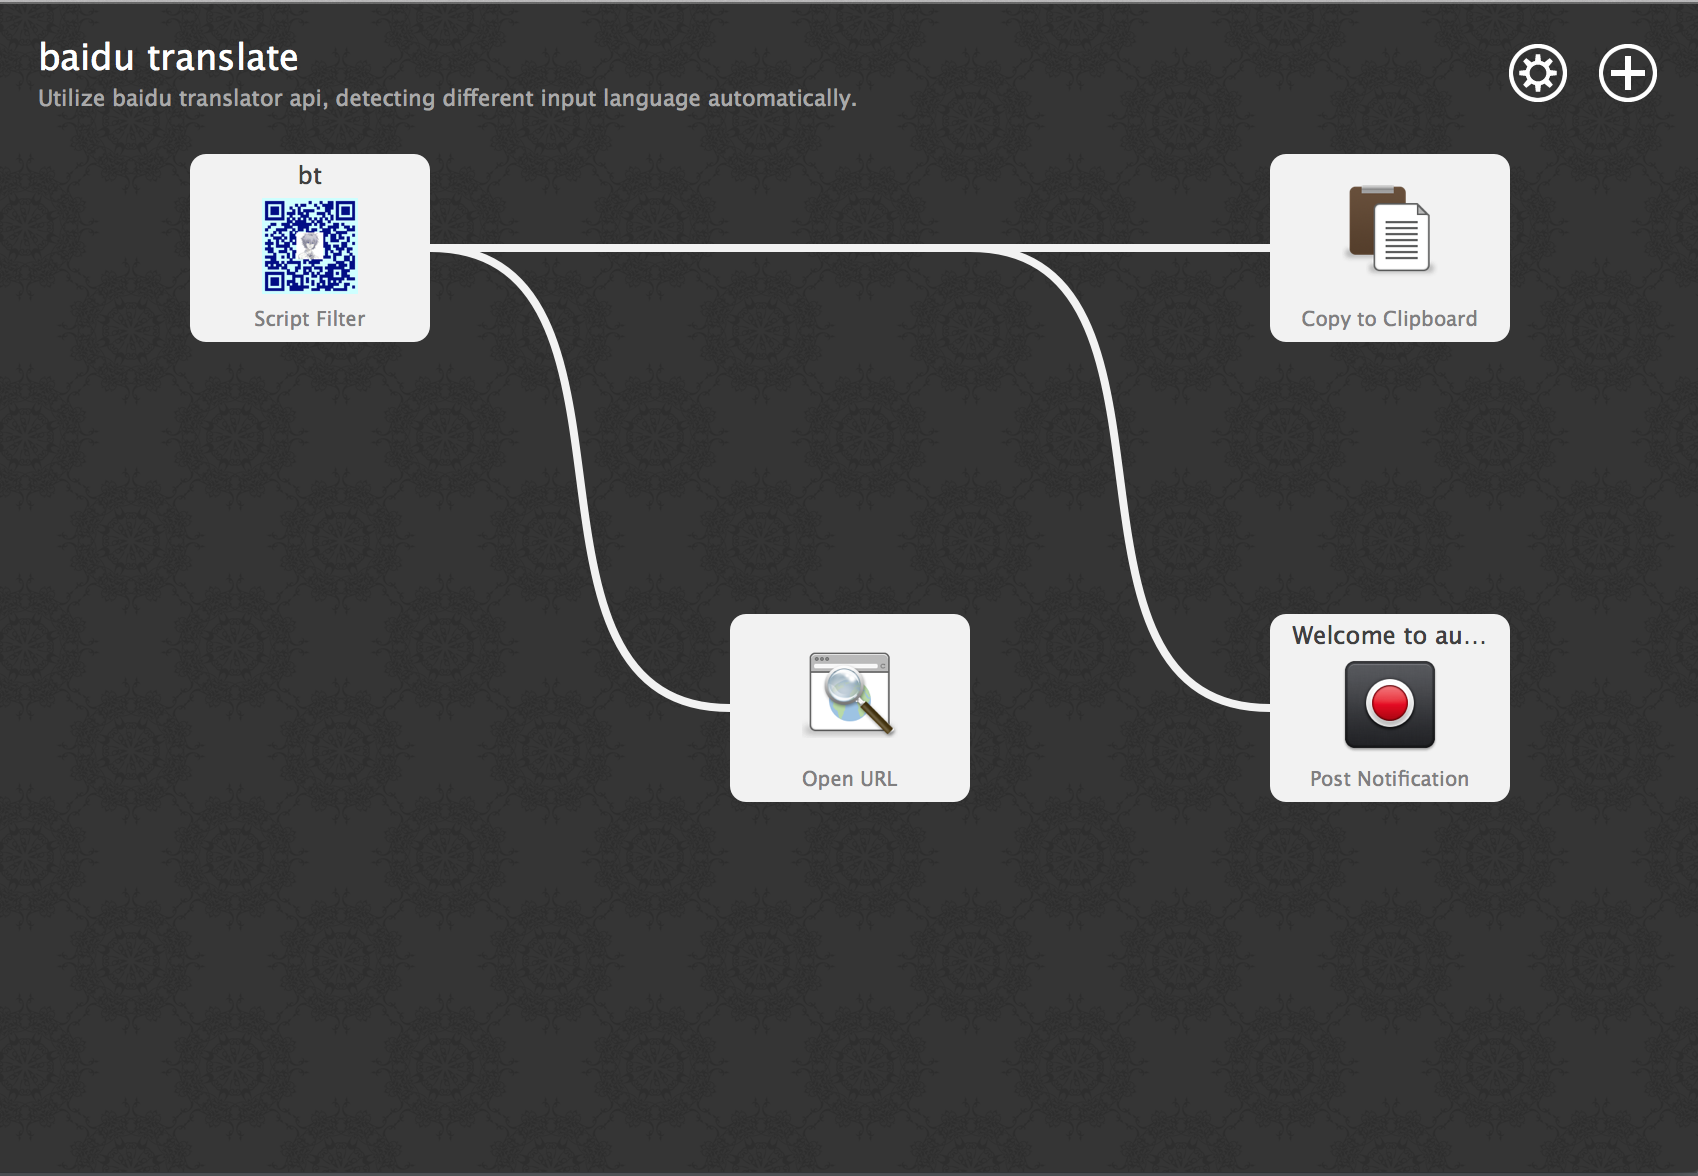 baidu translate
Utilize baidu translator api, detecting different input language automatically.
bt
Script Filter
Copy to Clipboard
Open URL
Welcome to au...
Post Notification